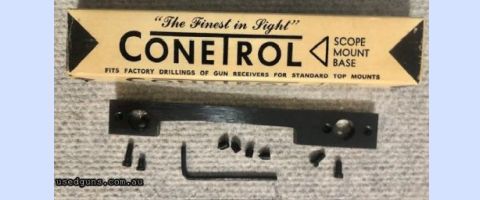 "The Finest in Sight"
CONETROL
SCOPE
MOUNT
BASE
FITS FACTORY DRILLINGS OF GUN RECEIVERS FOR STANDARD TOP MOUNTS
usedguns.com.au